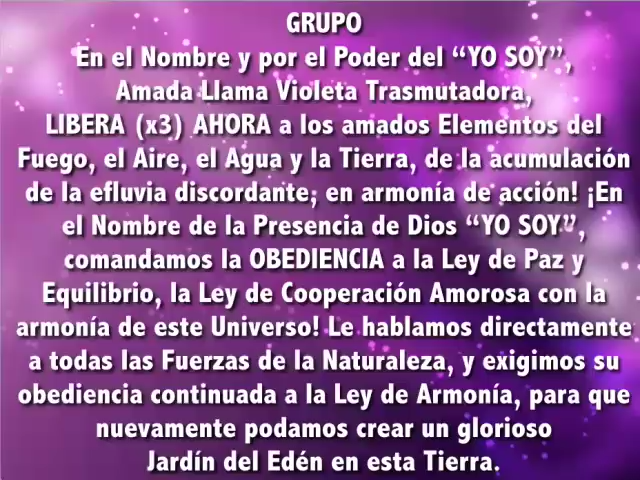 GRUPO
En el Nombre y por el Poder del “YO SOY”,
Amada Llama Violeta Trasmutadora,
LIBERA (x3) AHORA a los amados Elementos del
Fuego, el Aire, el Agua y la Tierra, de la acumulación
de la efluvia discordante, en armonía de acción! ¡En
el Nombre de la Presencia de Dios “YO SOY”,
comandamos la OBEDIENCIA a la Ley de Paz y
Equilibrio, la Ley de Cooperación Amorosa con la
armonía de este Universo! Le hablamos directamente
a todas las Fuerzas de la Naturaleza, y exigimos su
obediencia continuada a la Ley de Armonía, para que
nuevamente podamos crear un glorioso
Jardín del Edén en esta Tierra.